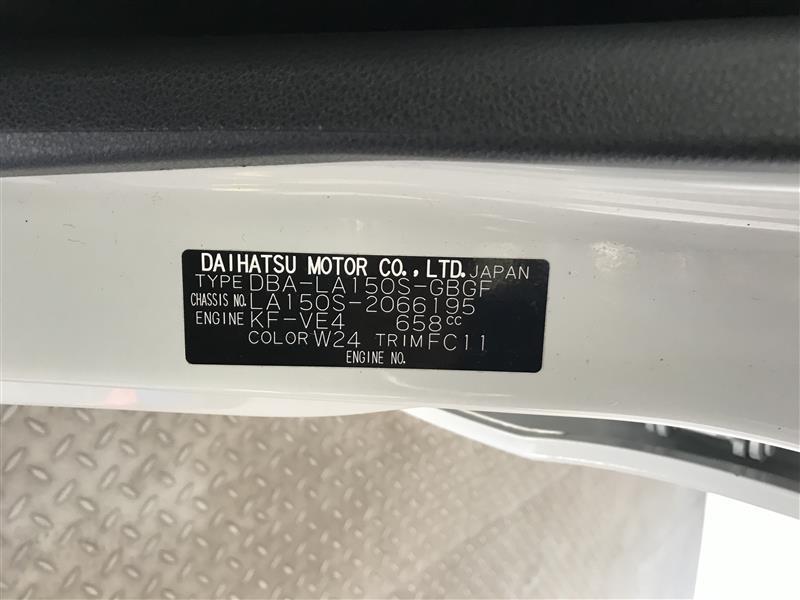 DAIHATSU MOTOR CO., LTD. JAPAN
TYPE DBA-LA150S-GBGF
CHASSIS NO. LA150S-2066195
ENGINE KF-VE4 658cc
COLOR W24 TRIM FC11
ENGINE NO.